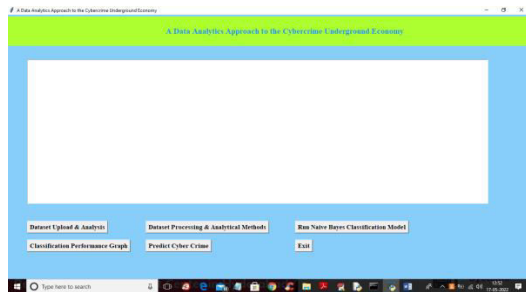 A Data Analytics Approach to the Cybercrime Underground Economy
A Data Analytics Approach to the Cybercrime Underground Economy
Dataset Upload & Analysis
Dataset Processing & Analytical Methods
Run Naive Bayes Classification Model
Classification Performance Graph
Predict Cyber Crime
Exit
Type here to search